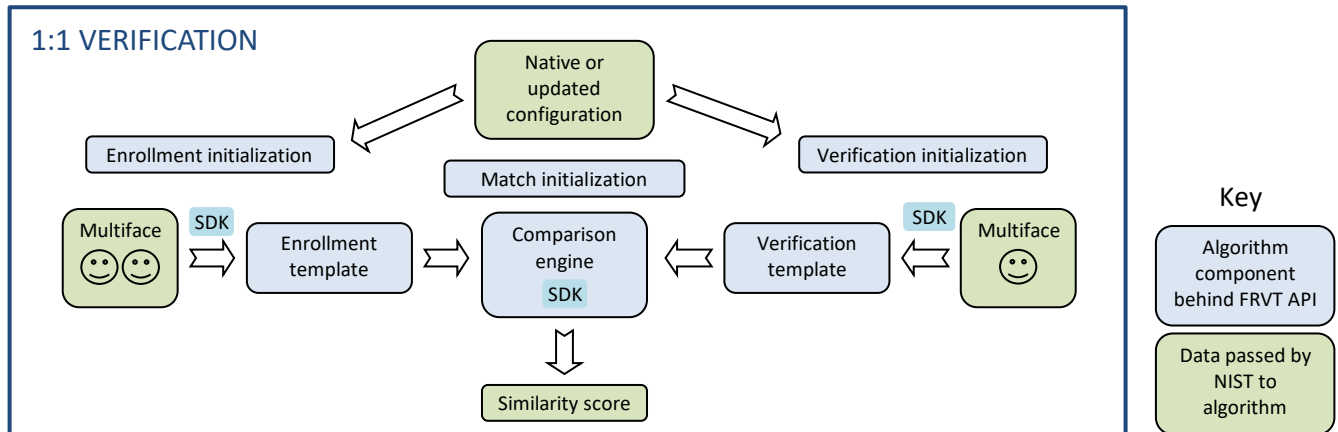 1:1 VERIFICATION
Native or
updated
configuration
Enrollment initialization
Verification initialization
Match initialization
Multiface
SDK
Enrollment
template
Comparison
engine
SDK
Verification
template
SDK
Multiface
Similarity score
Key
Algorithm
component
behind FRVT API
Data passed by
NIST to
algorithm